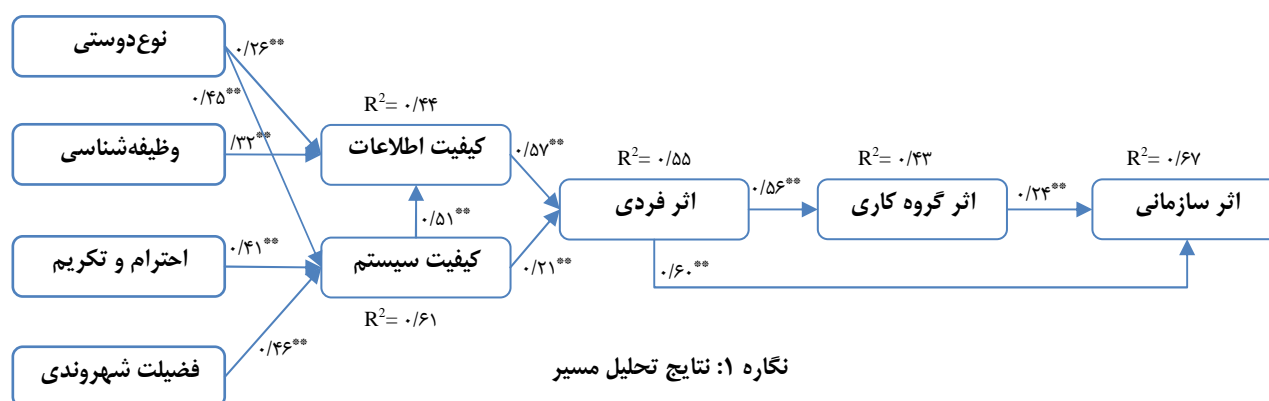 نوع‌دوستی
۰/۲۶**
۰/۴۵**
وظیفه‌شناسی
/۳۲**
R²= ۰/۴۴
کیفیت اطلاعات
۰/۵۷**
احترام و تکریم
۰/۴۱**
۰/۵۱**
کیفیت سیستم
۰/۲۱**
R²= ۰/۶۱
فضیلت شهروندی
۰/۴۶**
R²= ۰/۵۵
اثر فردی
۰/۵۶**
R²= ۰/۴۳
اثر گروه کاری
۰/۲۴**
R²= ۰/۶۷
اثر سازمانی
۰/۶۰**
نگاره ۱: نتایج تحلیل مسیر